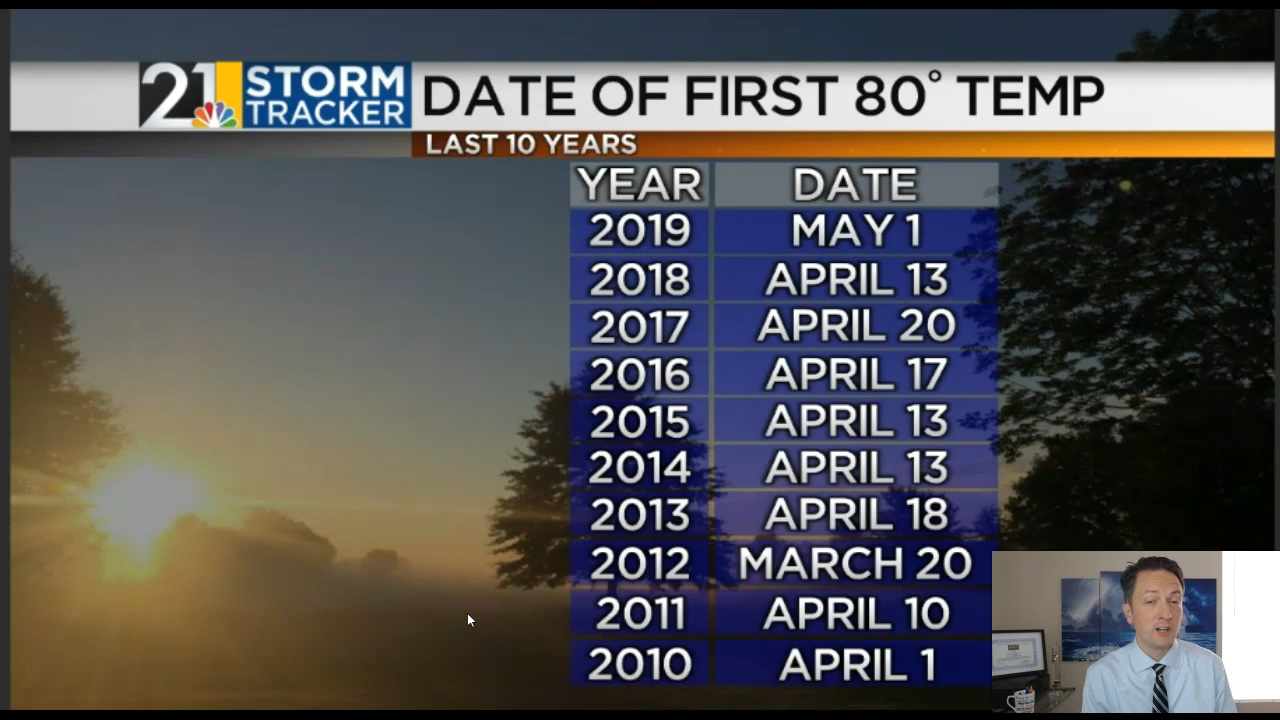 21 STORM TRACKER
DATE OF FIRST 80° TEMP
LAST 10 YEARS
YEAR DATE
2019 MAY 1
2018 APRIL 13
2017 APRIL 20
2016 APRIL 17
2015 APRIL 13
2014 APRIL 13
2013 APRIL 18
2012 MARCH 20
2011 APRIL 10
2010 APRIL 1